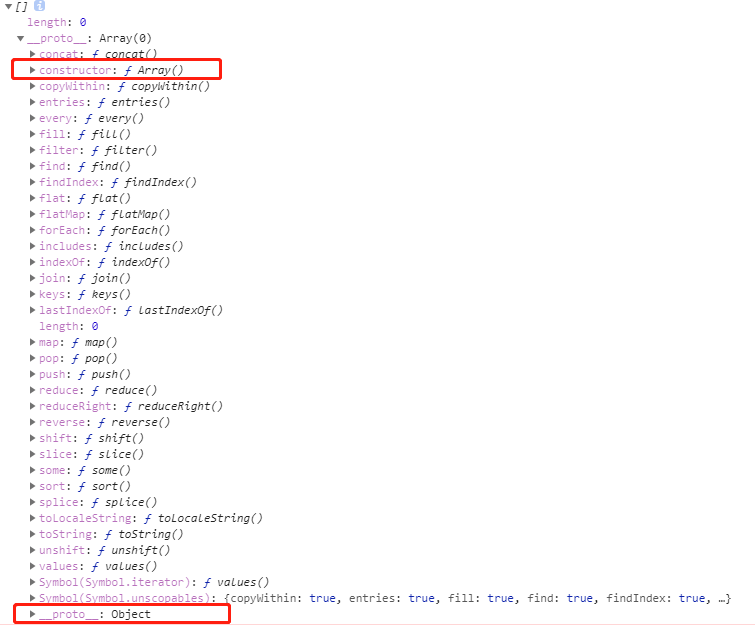 ▼[] i
length: 0
▼__proto__: Array(0)
▶concat: ƒ concat()
▶constructor: ƒ Array()
▶copyWithin: ƒ copyWithin()
▶entries: ƒ entries()
▶every: ƒ every()
▶fill: ƒ fill()
▶filter: ƒ filter()
▶find: ƒ find()
▶findIndex: ƒ findIndex()
▶flat: ƒ flat()
▶flatMap: ƒ flatMap()
▶forEach: ƒ forEach()
▶includes: ƒ includes()
▶indexOf: ƒ indexOf()
▶join: ƒ join()
▶keys: ƒ keys()
▶lastIndexOf: ƒ lastIndexOf()
length: 0
▶map: ƒ map()
▶pop: ƒ pop()
▶push: ƒ push()
▶reduce: ƒ reduce()
▶reduceRight: ƒ reduceRight()
▶reverse: ƒ reverse()
▶shift: ƒ shift()
▶slice: ƒ slice()
▶some: ƒ some()
▶sort: ƒ sort()
▶splice: ƒ splice()
▶toLocaleString: ƒ toLocaleString()
▶toString: ƒ toString()
▶unshift: ƒ unshift()
▶values: ƒ values()
▶Symbol(Symbol.iterator): ƒ values()
▶Symbol(Symbol.unscopables): {copyWithin: true, entries: true, fill: true, find: true, findIndex: true, …}
▶__proto__: Object